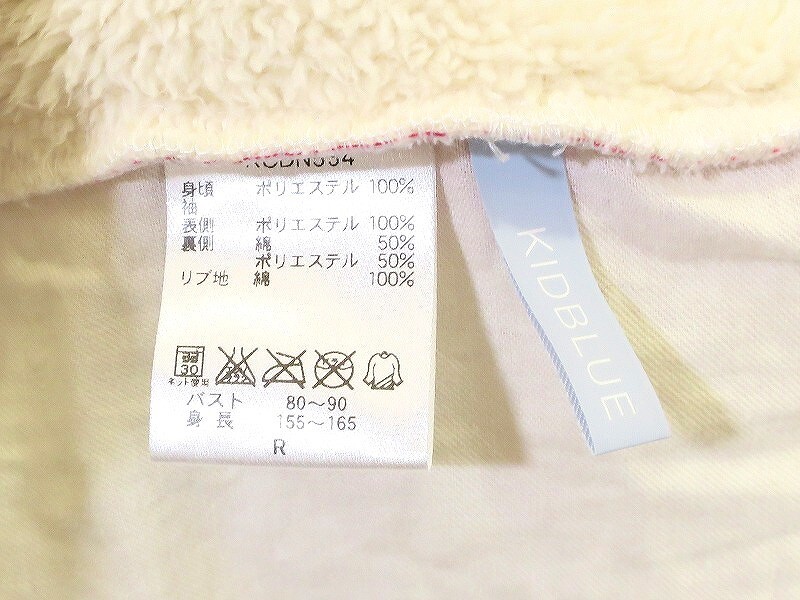 KCDN334
身頃 ポリエステル 100%
袖
表側 ポリエステル 100%
裏側 綿 50%
ポリエステル 50%
リブ地 綿 100%
30
ネット使用
バスト 80〜90
身長 155〜165
R
KIDBLUE